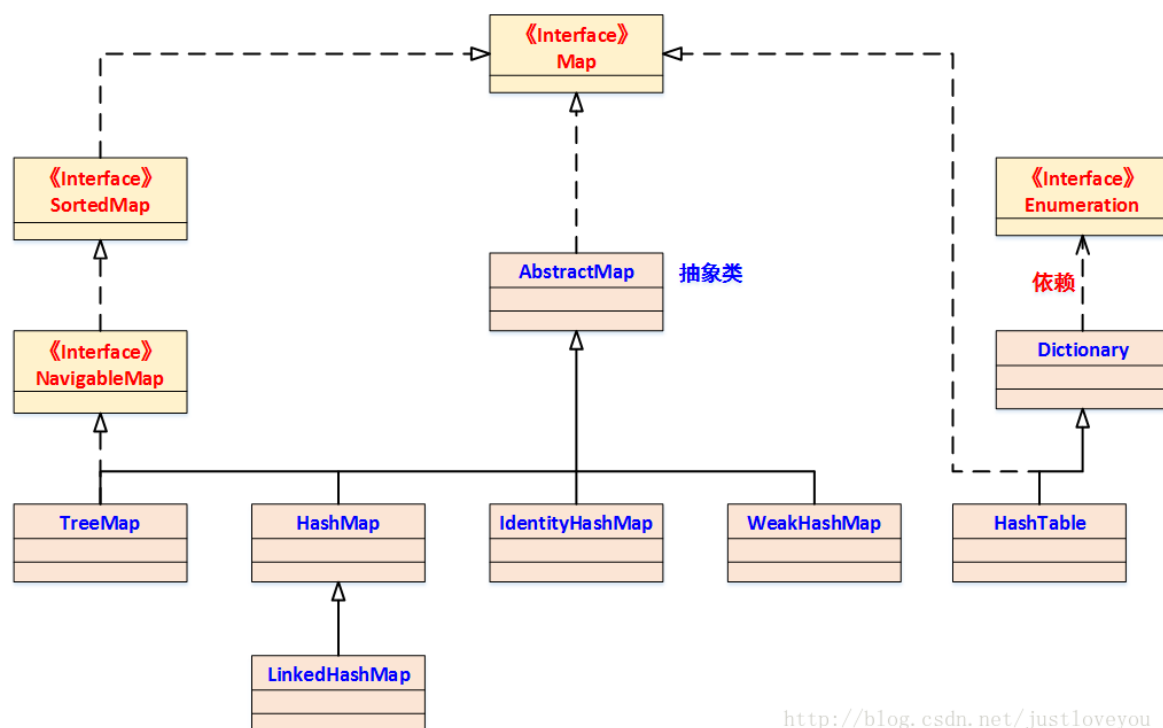 《Interface》
Map
《Interface》
SortedMap
《Interface》
Enumeration
AbstractMap
抽象类
依赖
《Interface》
NavigableMap
Dictionary
TreeMap
HashMap
IdentityHashMap
WeakHashMap
HashTable
LinkedHashMap
http://blog.csdn.net/justloveyou_